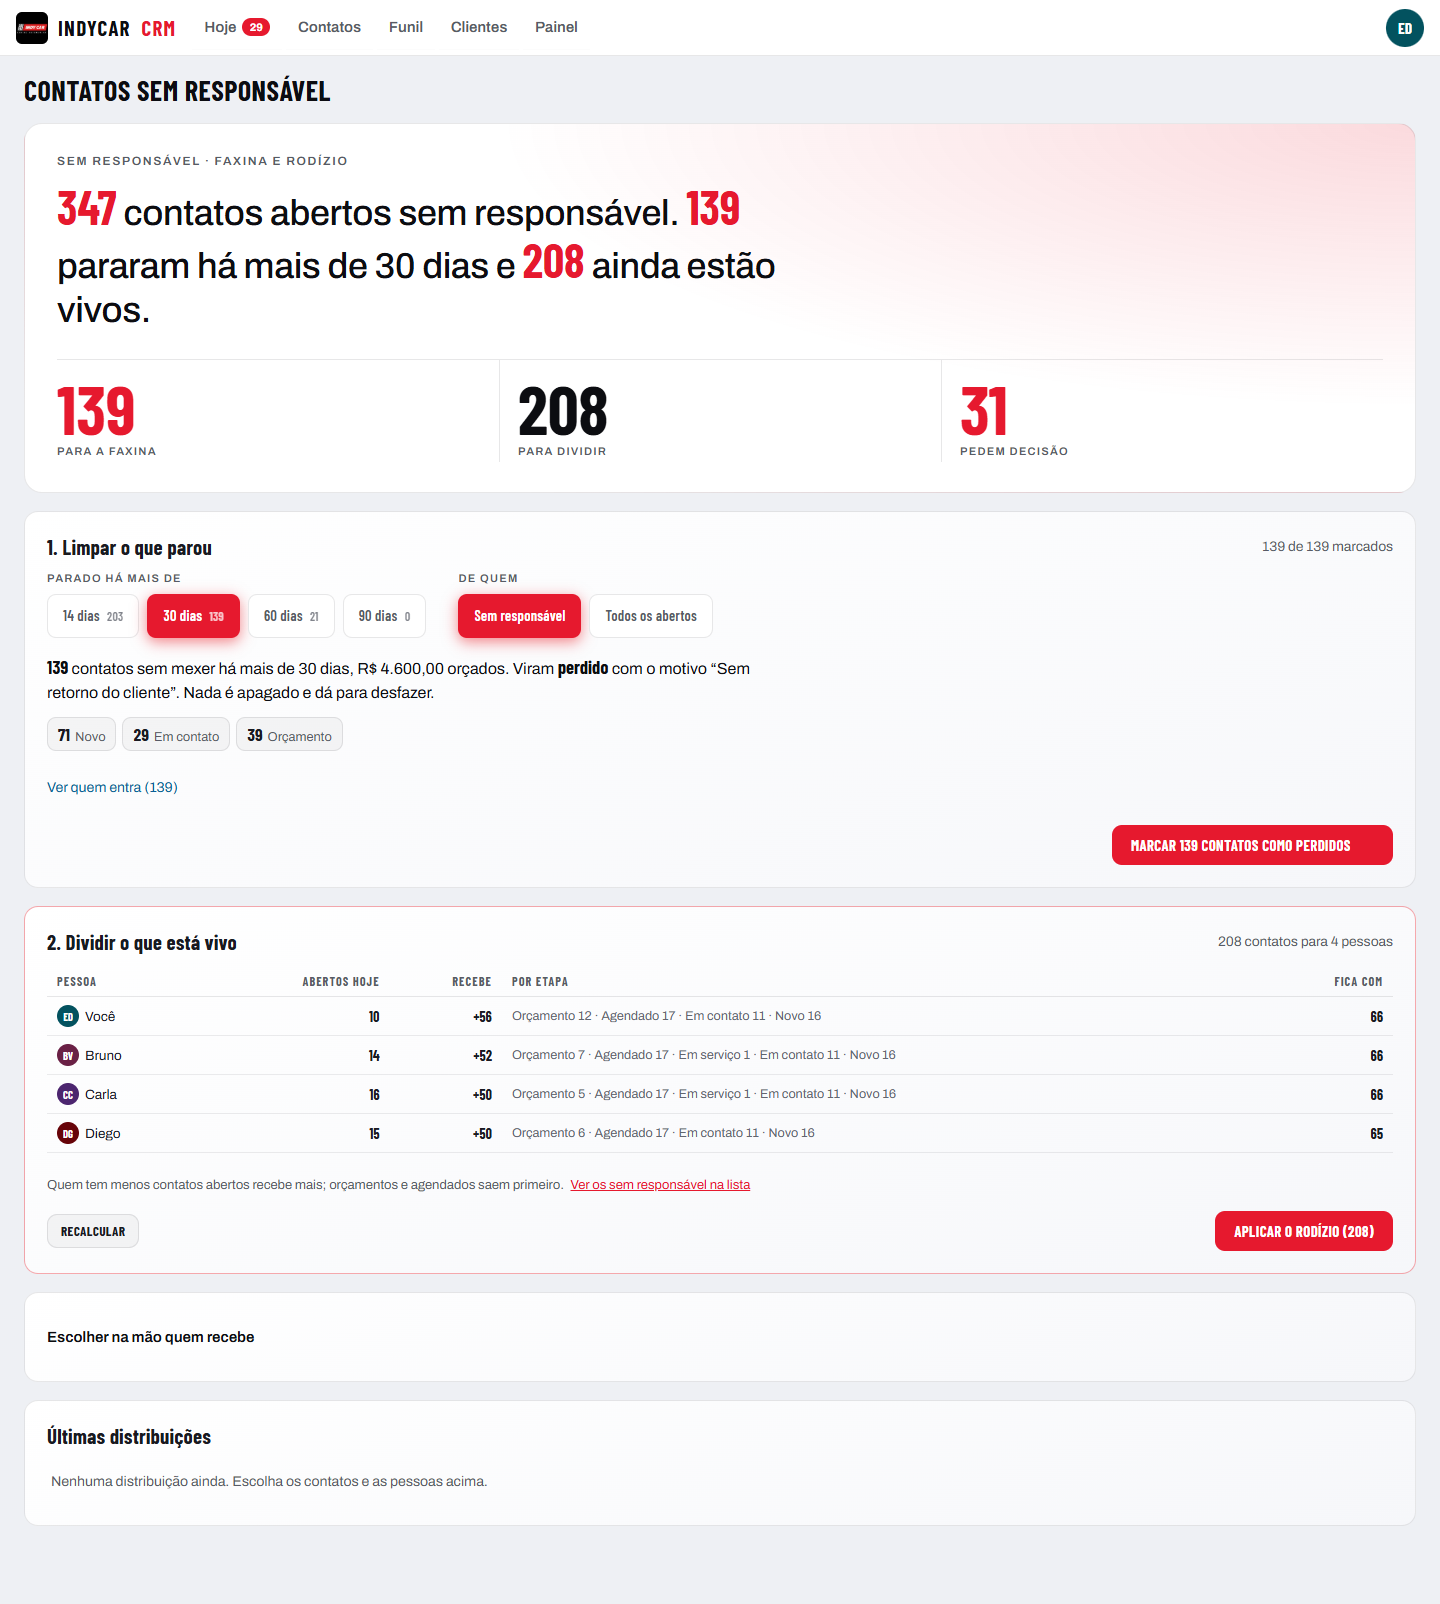 INDYCAR CRM Hoje 29 Contatos Funil Clientes Painel ED
CONTATOS SEM RESPONSÁVEL
SEM RESPONSÁVEL · FAXINA E RODÍZIO
347 contatos abertos sem responsável. 139
pararam há mais de 30 dias e 208 ainda estão
vivos.
139 208 31
PARA A FAXINA PARA DIVIDIR PEDEM DECISÃO
1. Limpar o que parou 139 de 139 marcados
PARADO HÁ MAIS DE DE QUEM
14 dias 203 30 dias 139 60 dias 21 90 dias 0 Sem responsável Todos os abertos
139 contatos sem mexer há mais de 30 dias, R$ 4.600,00 orçados. Viram perdido com o motivo “Sem
retorno do cliente”. Nada é apagado e dá para desfazer.
71 Novo 29 Em contato 39 Orçamento
Ver quem entra (139)
MARCAR 139 CONTATOS COMO PERDIDOS
2. Dividir o que está vivo 208 contatos para 4 pessoas
PESSOA ABERTOS HOJE RECEBE POR ETAPA FICA COM
ED Você 10 +56 Orçamento 12 · Agendado 17 · Em contato 11 · Novo 16 66
BV Bruno 14 +52 Orçamento 7 · Agendado 17 · Em serviço 1 · Em contato 11 · Novo 16 66
CC Carla 16 +50 Orçamento 5 · Agendado 17 · Em serviço 1 · Em contato 11 · Novo 16 66
DG Diego 15 +50 Orçamento 6 · Agendado 17 · Em contato 11 · Novo 16 65
Quem tem menos contatos abertos recebe mais; orçamentos e agendados saem primeiro. Ver os sem responsável na lista
RECALCULAR APLICAR O RODÍZIO (208)
Escolher na mão quem recebe
Últimas distribuições
Nenhuma distribuição ainda. Escolha os contatos e as pessoas acima.